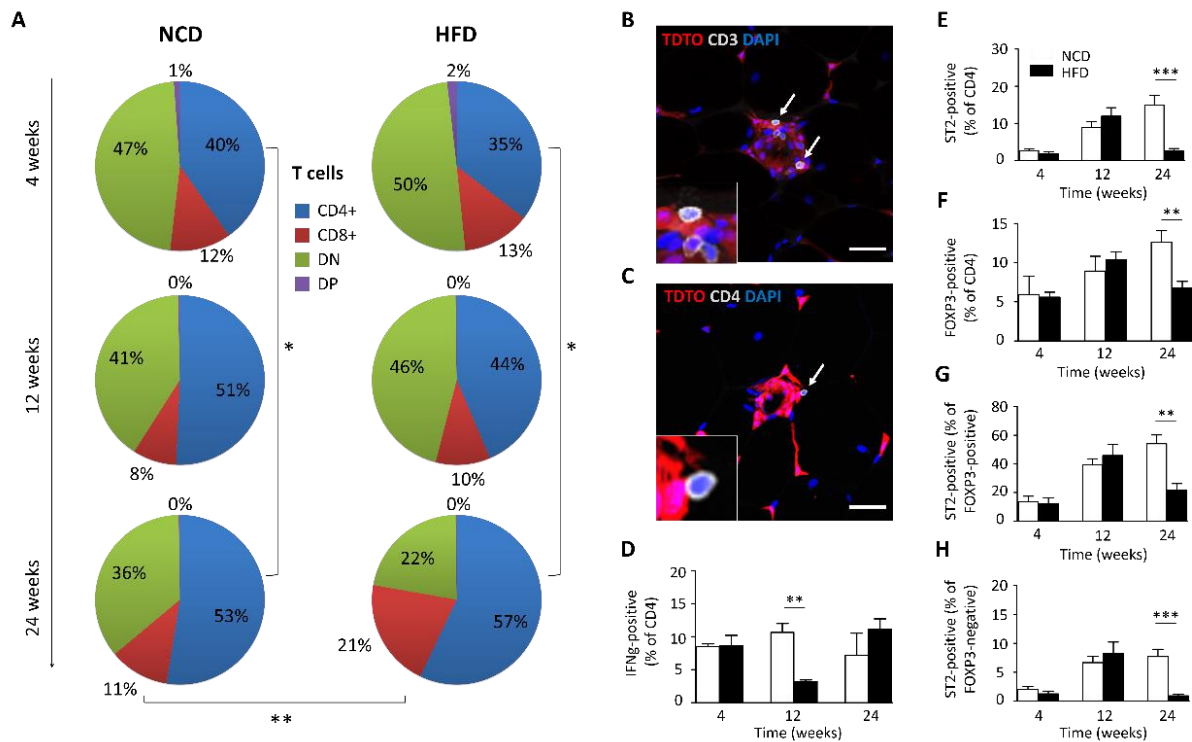 A
NCD
HFD
4 weeks
12 weeks
24 weeks
1%
47%
40%
12%
2%
35%
50%
13%
*
*
T cells
CD4+
CD8+
DN
DP
0%
41%
51%
8%
0%
46%
44%
10%
0%
36%
53%
11%
0%
22%
57%
21%
**
B
TDTO CD3 DAPI
C
TDTO CD4 DAPI
D
IFNg-positive
(% of CD4)
20
15
10
5
0
**
4
12
24
Time (weeks)
E
NCD
HFD
ST2-positive
(% of CD4)
30
20
10
0
***
4
12
24
Time (weeks)
F
FOXP3-positive
(% of CD4)
15
10
5
0
**
4
12
24
Time (weeks)
G
ST2-positive (% of
FOXP3-positive)
80
60
40
20
0
**
4
12
24
Time (weeks)
H
ST2-positive (% of
FOXP3-negative)
20
15
10
5
0
***
4
12
24
Time (weeks)